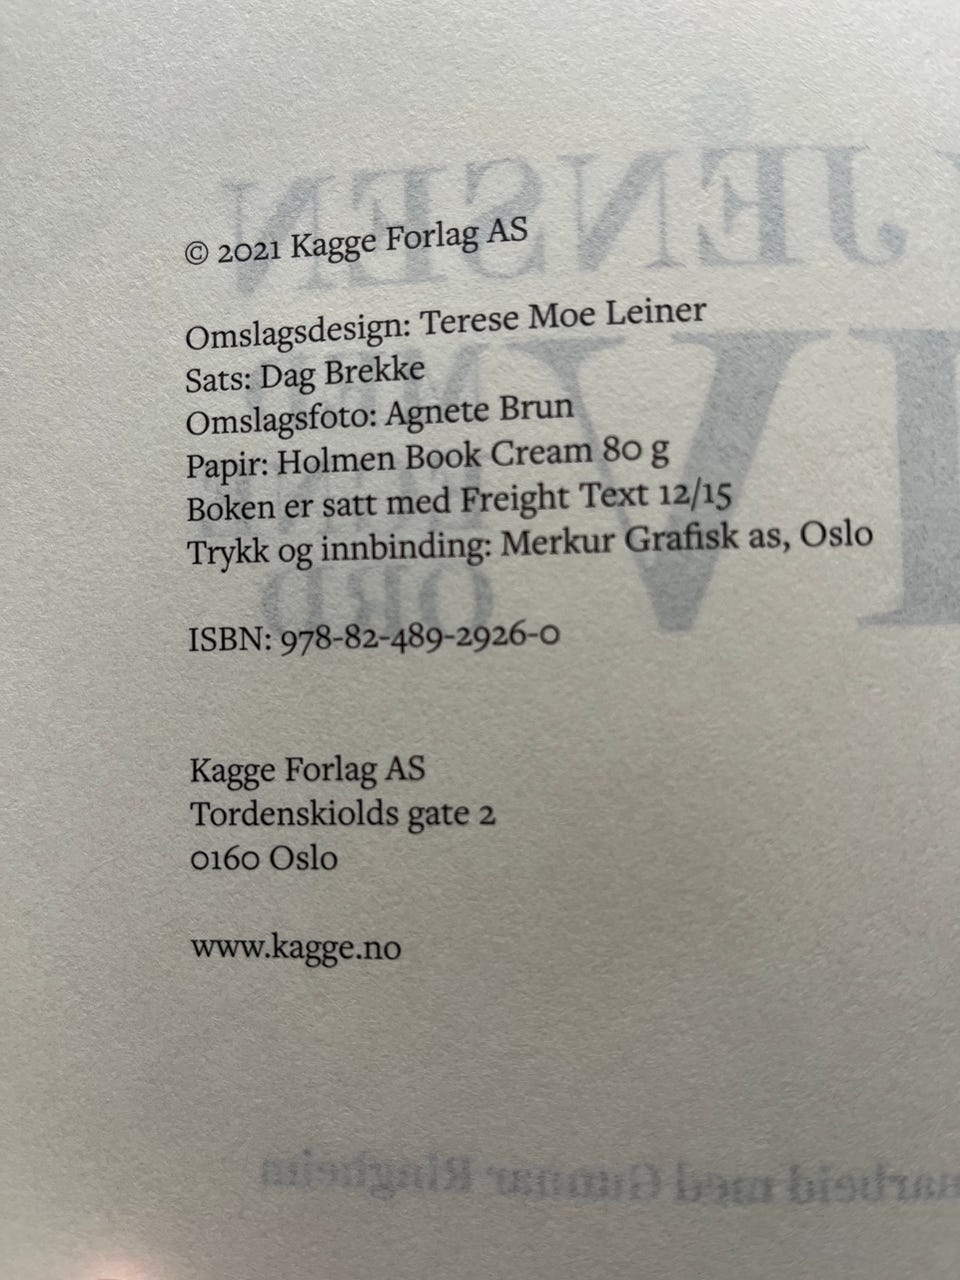 © 2021 Kagge Forlag AS
Omslagsdesign: Terese Moe Leiner
Sats: Dag Brekke
Omslagsfoto: Agnete Brun
Papir: Holmen Book Cream 80 g
Boken er satt med Freight Text 12/15
Trykk og innbinding: Merkur Grafisk as, Oslo
ISBN: 978-82-489-2926-0
Kagge Forlag AS
Tordenskiolds gate 2
0160 Oslo
www.kagge.no